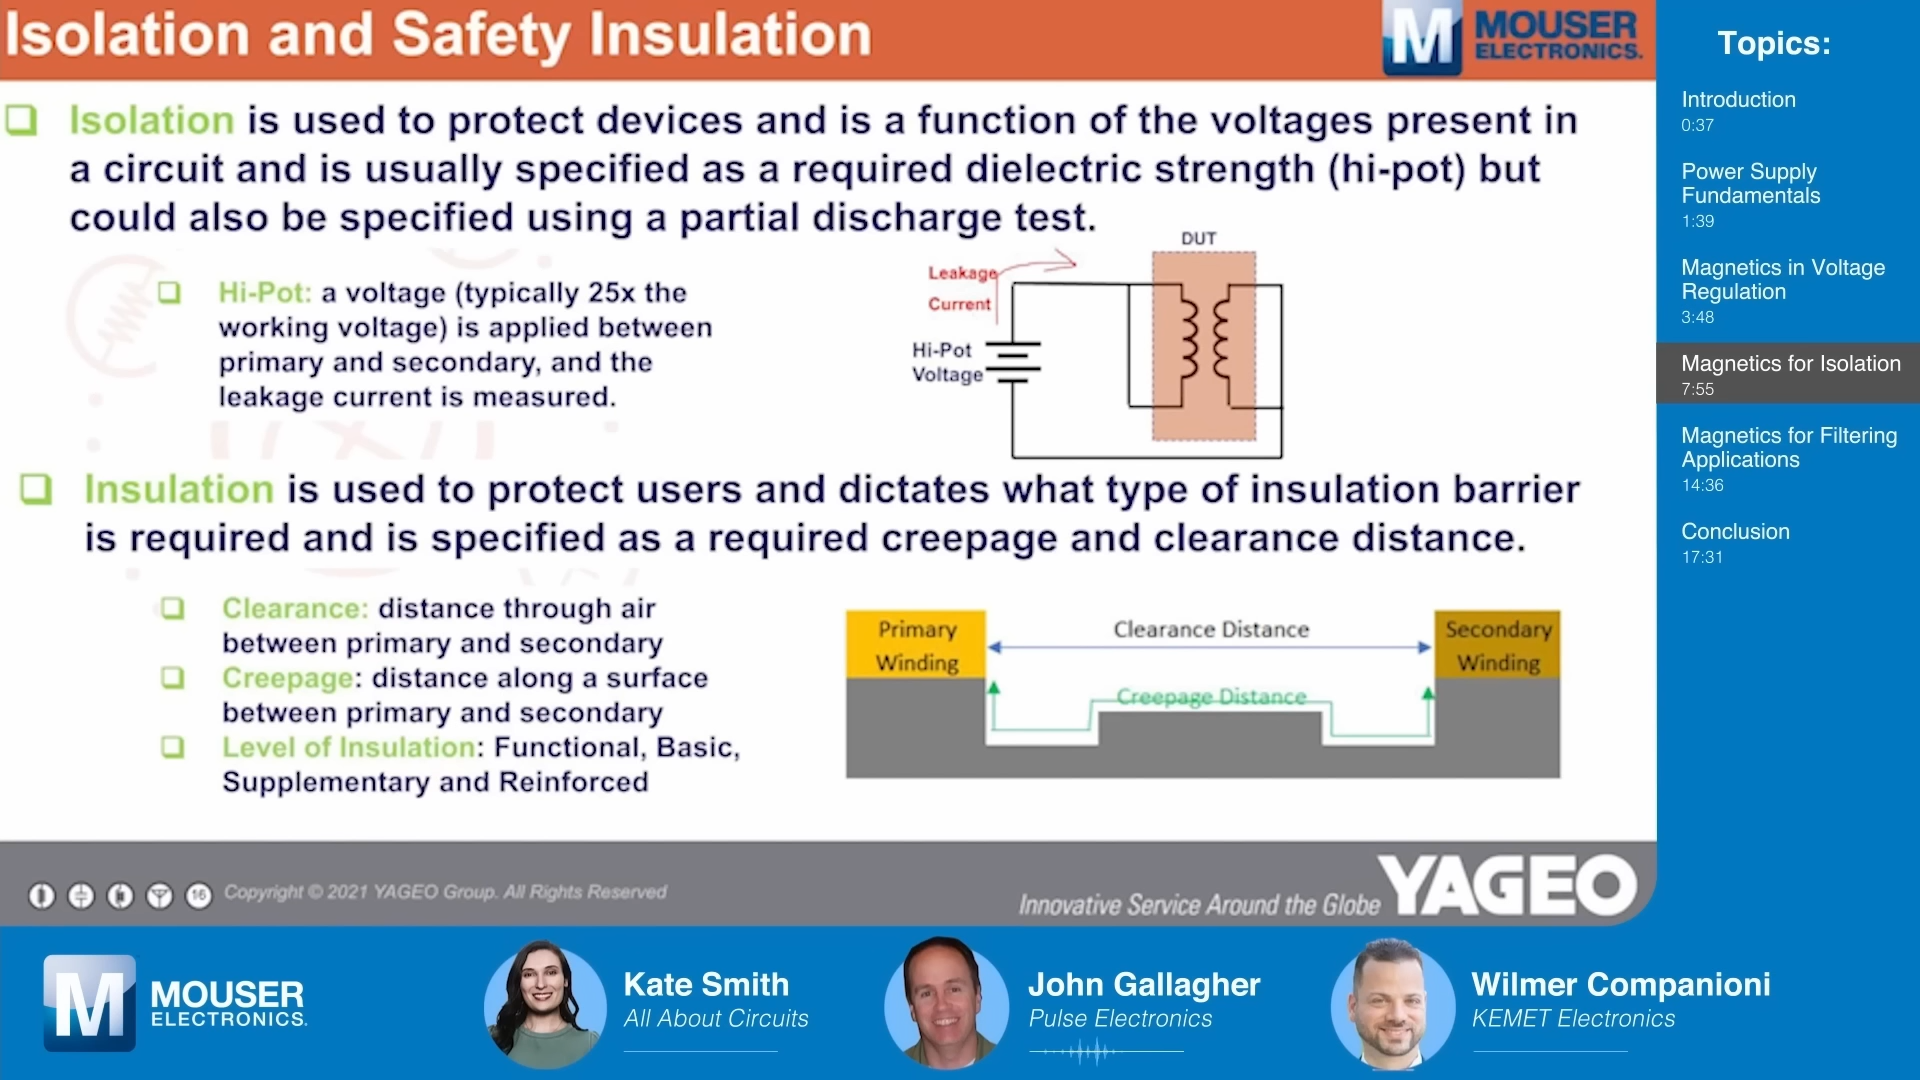 Isolation and Safety Insulation
M MOUSER
ELECTRONICS.
Isolation is used to protect devices and is a function of the voltages present in
a circuit and is usually specified as a required dielectric strength (hi-pot) but
could also be specified using a partial discharge test.
Hi-Pot: a voltage (typically 25x the
working voltage) is applied between
primary and secondary, and the
leakage current is measured.
DUT
Leakage
Current
Hi-Pot
Voltage
Insulation is used to protect users and dictates what type of insulation barrier
is required and is specified as a required creepage and clearance distance.
Clearance: distance through air
between primary and secondary
Creepage: distance along a surface
between primary and secondary
Level of Insulation: Functional, Basic,
Supplementary and Reinforced
Primary
Winding
Clearance Distance
Secondary
Winding
Creepage Distance
16
Copyright © 2021 YAGEO Group. All Rights Reserved
Innovative Service Around the Globe
YAGEO
Topics:
Introduction
0:37
Power Supply
Fundamentals
1:39
Magnetics in Voltage
Regulation
3:48
Magnetics for Isolation
7:55
Magnetics for Filtering
Applications
14:36
Conclusion
17:31
M MOUSER
ELECTRONICS.
Kate Smith
All About Circuits
John Gallagher
Pulse Electronics
Wilmer Companioni
KEMET Electronics